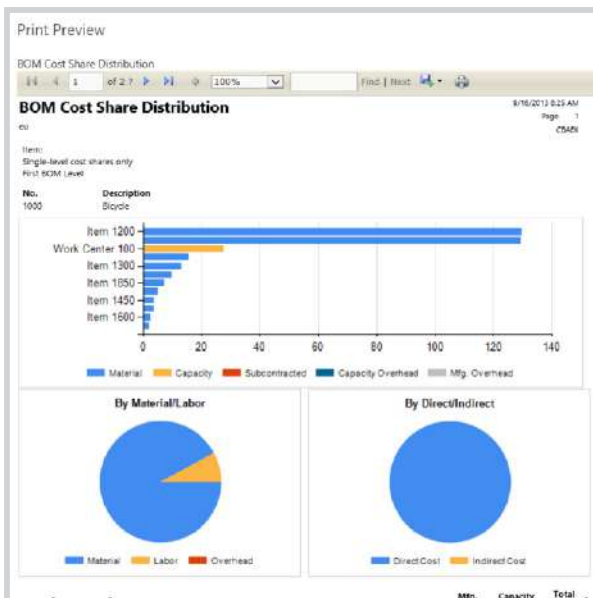 Print Preview
BOM Cost Share Distribution
1 of 2 ? 100% Find | Next
BOM Cost Share Distribution
9/16/2013 8:25 AM
Page 1
eu
Item:
Single-level cost shares only
First BOM Level
No. Description
1000 Bicycle
Item 1200
Work Center 100
Item 1300
Item 1850
Item 1450
Item 1600
0 20 40 60 80 100 120 140
Material Capacity Subcontracted Capacity Overhead Mfg. Overhead
By Material/Labor
Material Labor Overhead
By Direct/Indirect
Direct Cost Indirect Cost
Mfg. Capacity Total